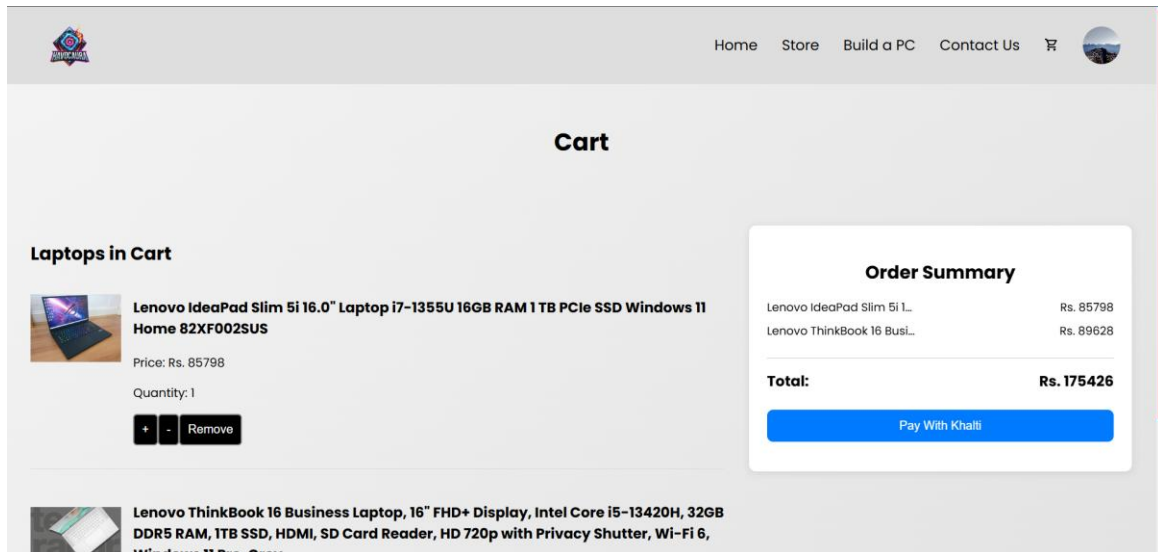 Home Store Build a PC Contact Us
Cart
Laptops in Cart
Lenovo IdeaPad Slim 5i 16.0" Laptop i7-1355U 16GB RAM 1 TB PCIe SSD Windows 11
Home 82XF002SUS
Price: Rs. 85798
Quantity: 1
+ - Remove
Lenovo ThinkBook 16 Business Laptop, 16" FHD+ Display, Intel Core i5-13420H, 32GB
DDR5 RAM, 1TB SSD, HDMI, SD Card Reader, HD 720p with Privacy Shutter, Wi-Fi 6,
Windows 11 Pro, Grey
Order Summary
Lenovo IdeaPad Slim 5i 1... Rs. 85798
Lenovo ThinkBook 16 Busi... Rs. 89628
Total: Rs. 175426
Pay With Khalti